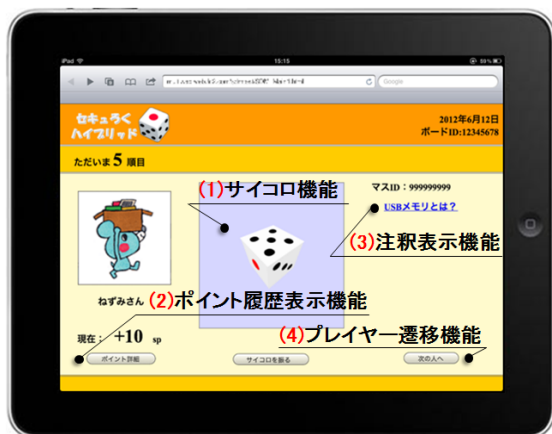 iPad
15:15
Google
セキュろく
ハイブリッド
2012年6月12日
ボードID:12345678
ただいま 5 順目
(1)サイコロ機能
マスID：999999999
USBメモリとは？
(3)注釈表示機能
ねずみさん
(2)ポイント履歴表示機能
現在： +10 sp
(4)プレイヤー遷移機能
ポイント詳細
サイコロを振る
次の人へ